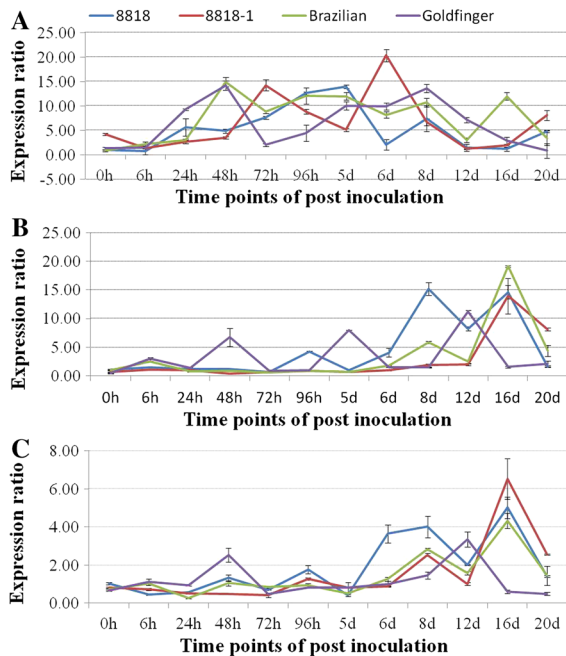 8818 8818-1 Brazilian Goldfinger
A
Expression ratio
25.00
20.00
15.00
10.00
5.00
0.00
-5.00
0h 6h 24h 48h 72h 96h 5d 6d 8d 12d 16d 20d
Time points of post inoculation
B
Expression ratio
25.00
20.00
15.00
10.00
5.00
0.00
0h 6h 24h 48h 72h 96h 5d 6d 8d 12d 16d 20d
Time points of post inoculation
C
Expression ratio
8.00
6.00
4.00
2.00
0.00
0h 6h 24h 48h 72h 96h 5d 6d 8d 12d 16d 20d
Time points of post inoculation